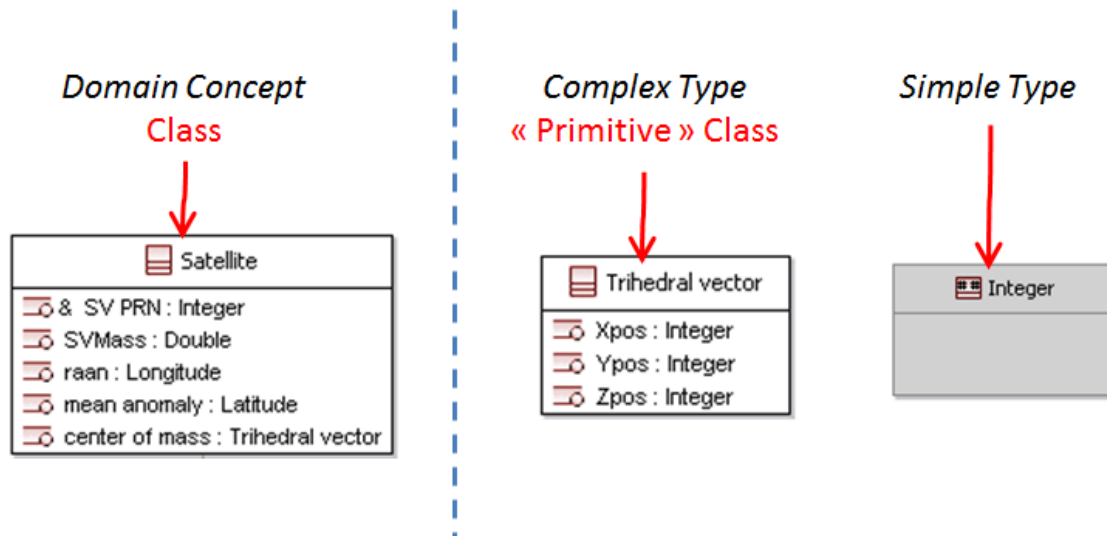 Domain Concept
Class
Satellite
& SV PRN : Integer
SVMass : Double
raan : Longitude
mean anomaly : Latitude
center of mass : Trihedral vector
Complex Type
« Primitive » Class
Trihedral vector
Xpos : Integer
Ypos : Integer
Zpos : Integer
Simple Type
Integer